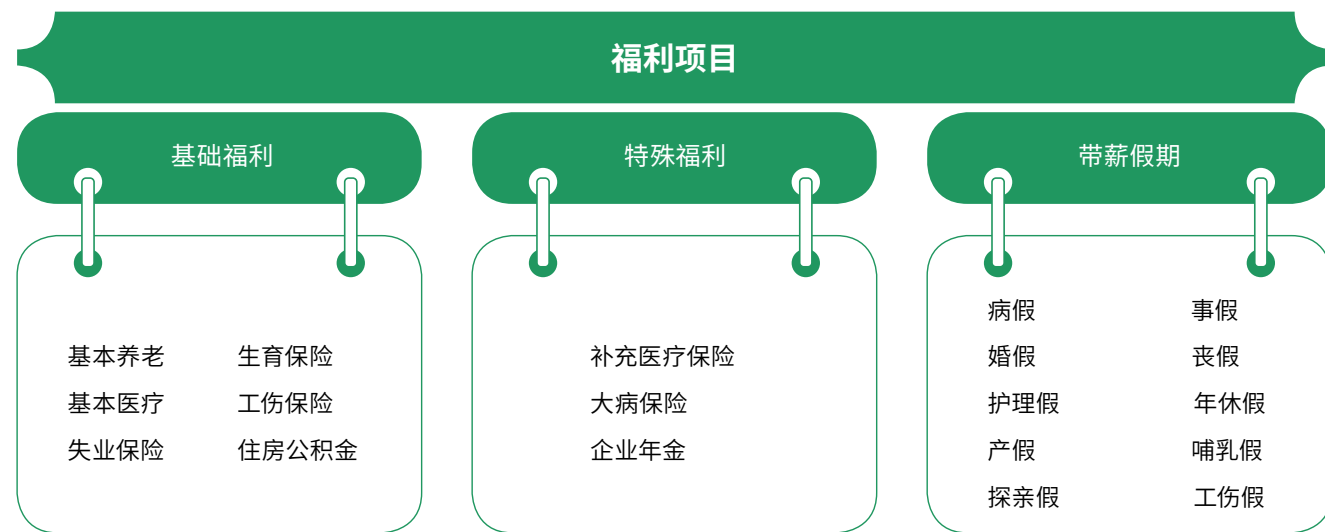 福利项目
基础福利
基本养老 生育保险
基本医疗 工伤保险
失业保险 住房公积金
特殊福利
补充医疗保险
大病保险
企业年金
带薪假期
病假 事假
婚假 丧假
护理假 年休假
产假 哺乳假
探亲假 工伤假